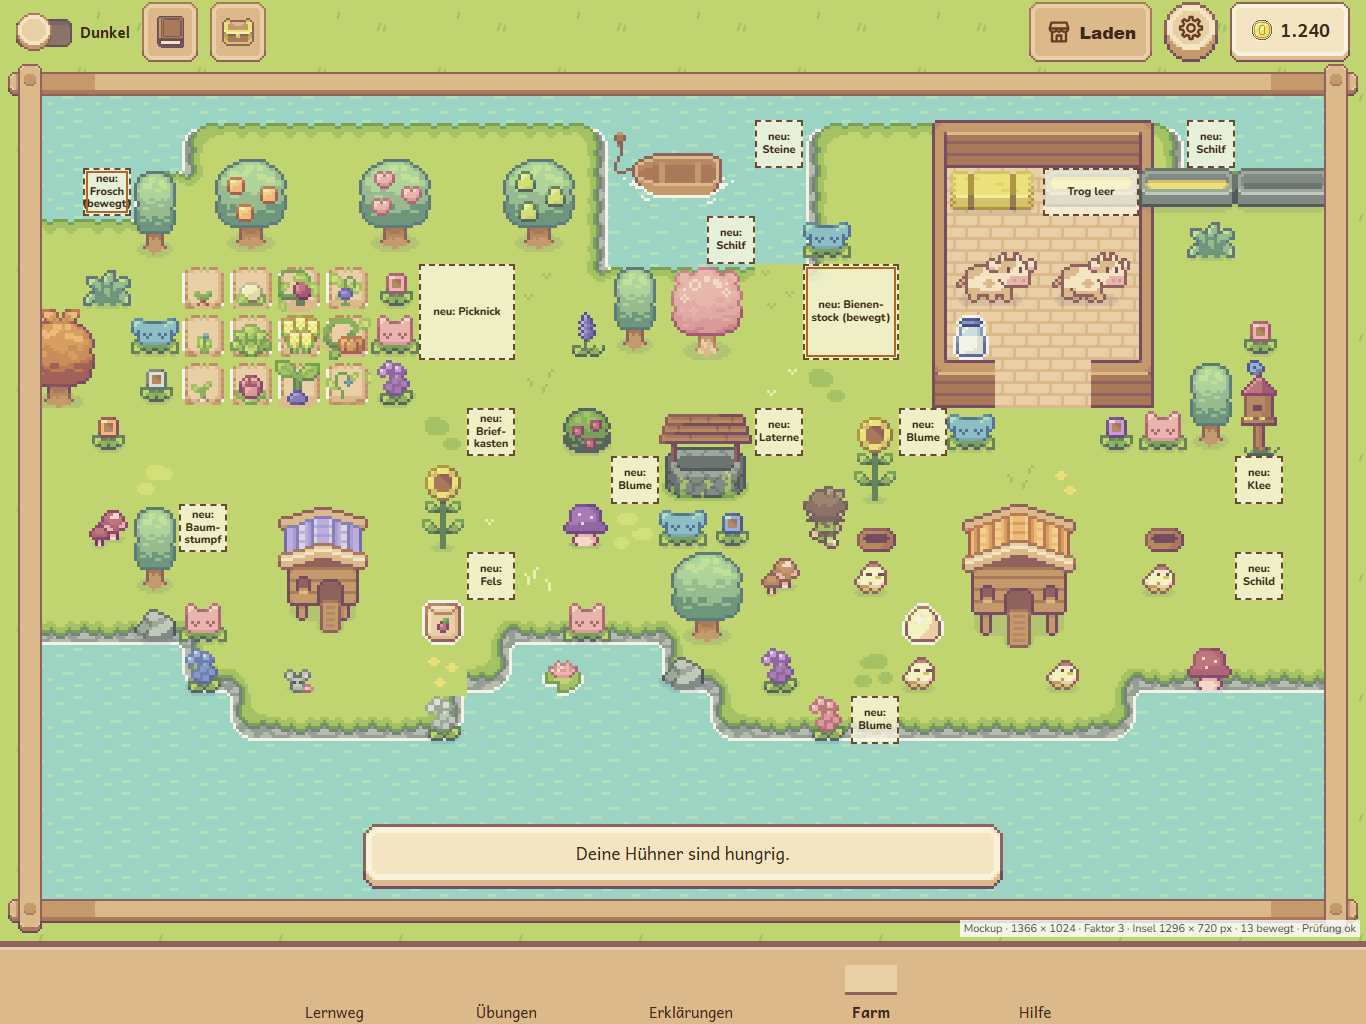 Dunkel
Laden
1.240
neu:
Steine
neu:
Schilf
neu:
Frosch
(bewegt)
Trog leer
neu:
Schilf
neu: Picknick
neu: Bienen-
stock (bewegt)
neu:
Brief-
kasten
neu:
Laterne
neu:
Blume
neu:
Blume
neu:
Klee
neu:
Baum-
stumpf
neu:
Fels
neu:
Schild
neu:
Blume
Deine Hühner sind hungrig.
Mockup · 1366 × 1024 · Faktor 3 · Insel 1296 × 720 px · 13 bewegt · Prüfung ok
Lernweg
Übungen
Erklärungen
Farm
Hilfe